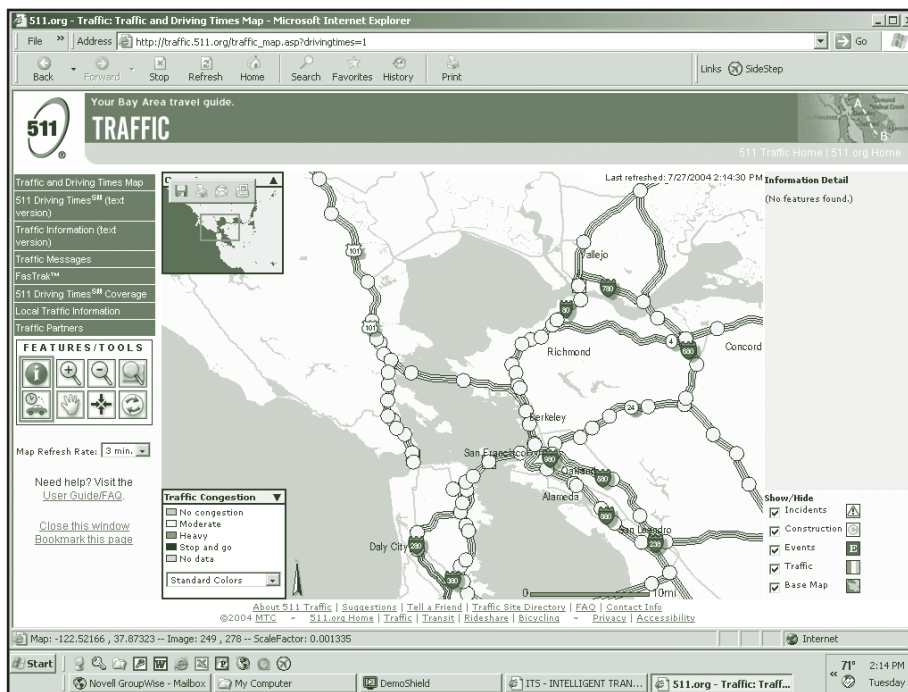 511.org - Traffic: Traffic and Driving Times Map - Microsoft Internet Explorer
File » Address http://traffic.511.org/traffic_map.asp?drivingtimes=1 Go
Back Forward Stop Refresh Home Search Favorites History Print Links SideStep
511
Your Bay Area travel guide.
TRAFFIC
A
B
511 Traffic Home | 511.org Home
Traffic and Driving Times Map
511 Driving Times℠ (text
version)
Traffic Information (text
version)
Traffic Messages
FasTrak™
511 Driving Times℠ Coverage
Local Traffic Information
Traffic Partners
FEATURES/TOOLS
Map Refresh Rate: 3 min.
Need help? Visit the
User Guide/FAQ.
Close this window
Bookmark this page
Last refreshed: 7/27/2004 2:14:30 PM
101
Vallejo
780
80
101
4
Richmond
680
Concord
24
Berkeley
San Francisco
980
Oakland
580
Alameda
880
San Leandro
238
Daly City
280
380
0 10mi
Traffic Congestion
No congestion
Moderate
Heavy
Stop and go
No data
Standard Colors
Information Detail
(No features found.)
Show/Hide
Incidents
Construction
Events E
Traffic
Base Map
About 511 Traffic | Suggestions | Tell a Friend | Traffic Site Directory | FAQ | Contact Info
©2004 MTC ~ 511.org Home | Traffic | Transit | Rideshare | Bicycling ~ Privacy | Accessibility
Map: -122.52166 , 37.87323 -- Image: 249 , 278 -- ScaleFactor: 0.001335 Internet
Start 71° 2:14 PM
Novell GroupWise - Mailbox My Computer DemoShield ITS - INTELLIGENT TRAN... 511.org - Traffic: Traff... « Tuesday